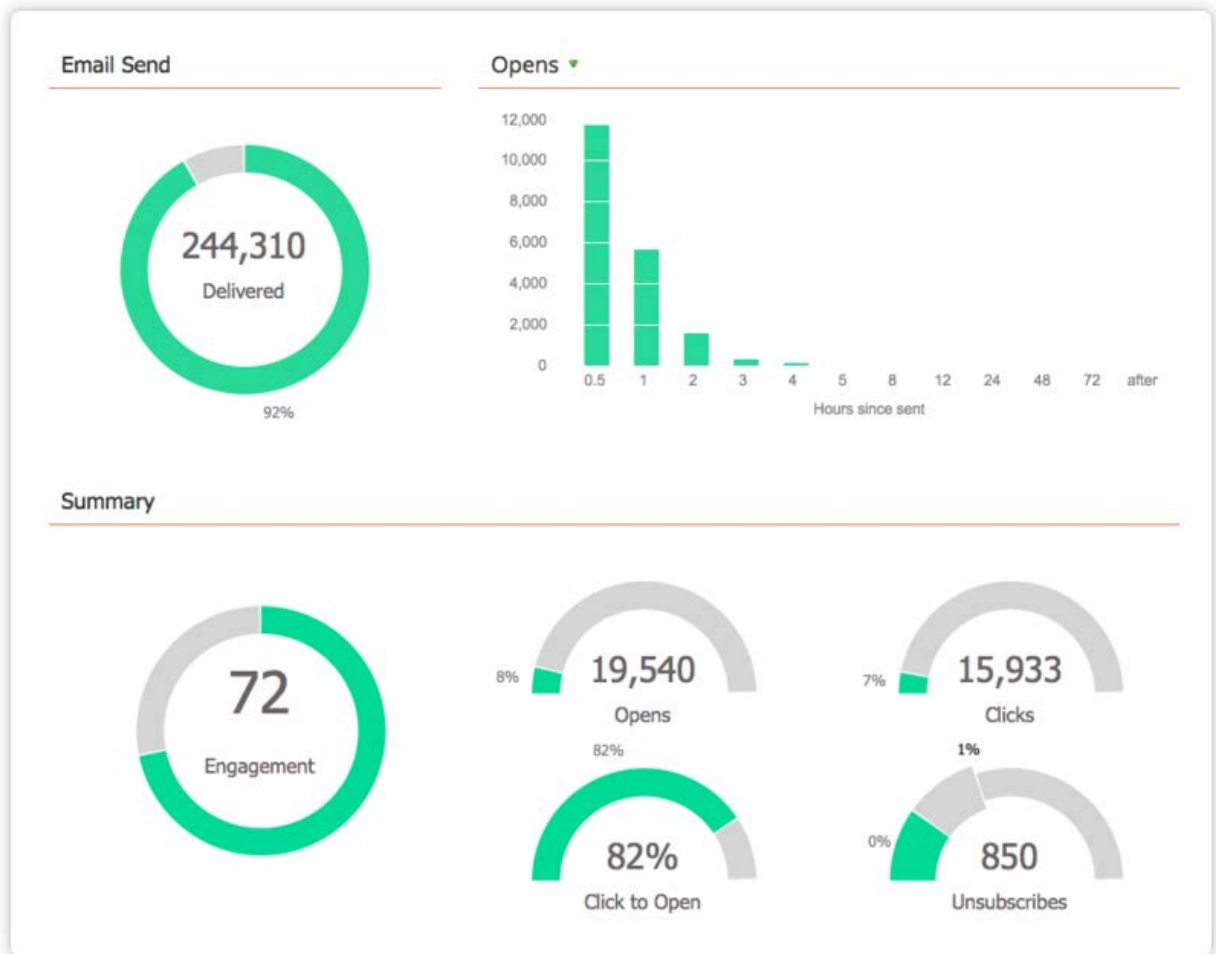 Email Send
244,310
Delivered
92%
Opens
12,000
10,000
8,000
6,000
4,000
2,000
0
0.5 1 2 3 4 5 8 12 24 48 72 after
Hours since sent
Summary
72
Engagement
8%
19,540
Opens
7%
15,933
Clicks
82%
82%
Click to Open
1%
0%
850
Unsubscribes